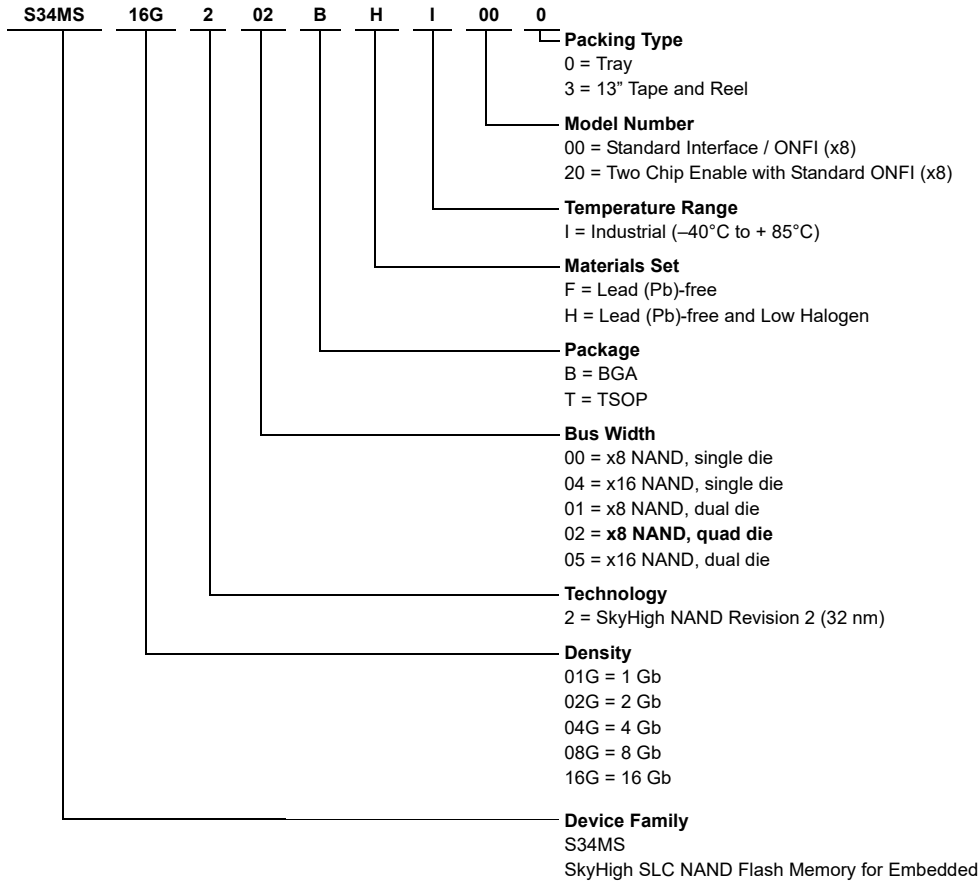 S34MS 16G 2 02 B H I 00 0
Packing Type
0 = Tray
3 = 13” Tape and Reel
Model Number
00 = Standard Interface / ONFI (x8)
20 = Two Chip Enable with Standard ONFI (x8)
Temperature Range
I = Industrial (–40°C to + 85°C)
Materials Set
F = Lead (Pb)-free
H = Lead (Pb)-free and Low Halogen
Package
B = BGA
T = TSOP
Bus Width
00 = x8 NAND, single die
04 = x16 NAND, single die
01 = x8 NAND, dual die
02 = x8 NAND, quad die
05 = x16 NAND, dual die
Technology
2 = SkyHigh NAND Revision 2 (32 nm)
Density
01G = 1 Gb
02G = 2 Gb
04G = 4 Gb
08G = 8 Gb
16G = 16 Gb
Device Family
S34MS
SkyHigh SLC NAND Flash Memory for Embedded